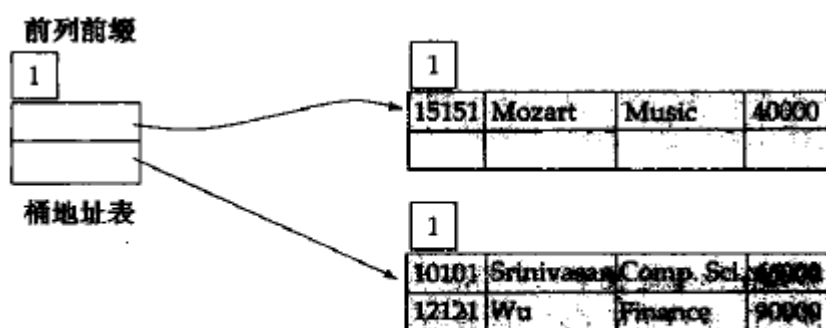 前列前缀
1
1
15151 Mozart Music 40000
桶地址表
1
10101 Srinivasan Comp. Sci.
12121 Wu Finance 90000